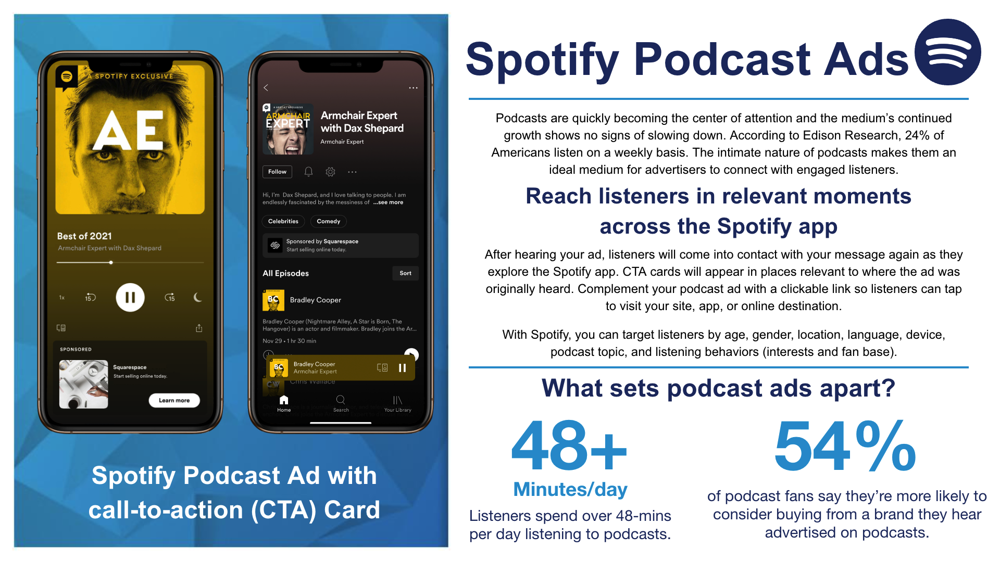 A SPOTIFY EXCLUSIVE
AE
Best of 2021
Armchair Expert with Dax Shepard
1x
15
15
SPONSORED
Squarespace
Start selling online today.
Learn more
A SPOTIFY EXCLUSIVE
ARMCHAIR
EXPERT
Armchair Expert
with Dax Shepard
Armchair Expert
Follow
Hi, I'm Dax Shepard, and I love talking to people. I am
endlessly fascinated by the messiness of ...see more
Celebrities
Comedy
Sponsored by Squarespace
Start selling online today.
All Episodes
Sort
BC
Bradley Cooper
Bradley Cooper (Nightmare Alley, A Star is Born, The
Hangover) is an actor and filmmaker. Bradley joins the Ar...
Nov 29 • 1 hr 30 min
BC
Bradley Cooper
Armchair Expert
CW
Chris Wallace
Home
Search
Your Library
Spotify Podcast Ad with
call-to-action (CTA) Card
Spotify Podcast Ads
Podcasts are quickly becoming the center of attention and the medium’s continued
growth shows no signs of slowing down. According to Edison Research, 24% of
Americans listen on a weekly basis. The intimate nature of podcasts makes them an
ideal medium for advertisers to connect with engaged listeners.
Reach listeners in relevant moments
across the Spotify app
After hearing your ad, listeners will come into contact with your message again as they
explore the Spotify app. CTA cards will appear in places relevant to where the ad was
originally heard. Complement your podcast ad with a clickable link so listeners can tap
to visit your site, app, or online destination.
With Spotify, you can target listeners by age, gender, location, language, device,
podcast topic, and listening behaviors (interests and fan base).
What sets podcast ads apart?
48+
Minutes/day
Listeners spend over 48-mins
per day listening to podcasts.
54%
of podcast fans say they’re more likely to
consider buying from a brand they hear
advertised on podcasts.